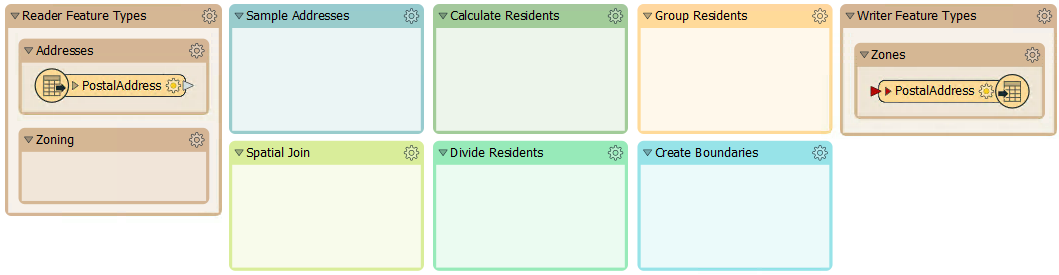 Reader Feature Types
Addresses
PostalAddress
Zoning
Sample Addresses
Calculate Residents
Group Residents
Spatial Join
Divide Residents
Create Boundaries
Writer Feature Types
Zones
PostalAddress